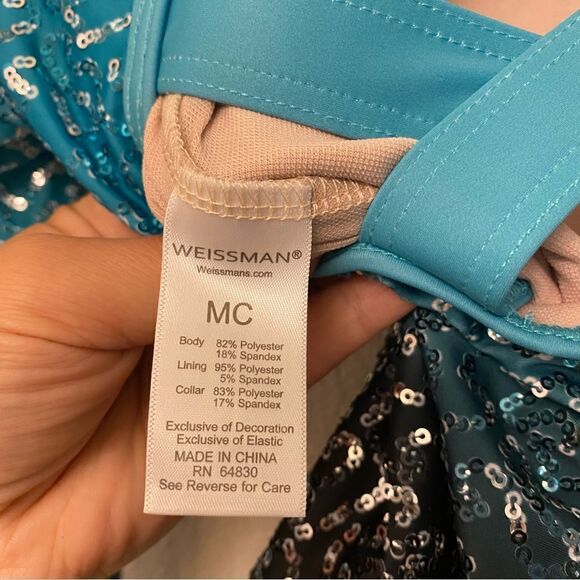 WEISSMAN®
Weissmans.com
MC
Body 82% Polyester
18% Spandex
Lining 95% Polyester
5% Spandex
Collar 83% Polyester
17% Spandex
Exclusive of Decoration
Exclusive of Elastic
MADE IN CHINA
RN 64830
See Reverse for Care